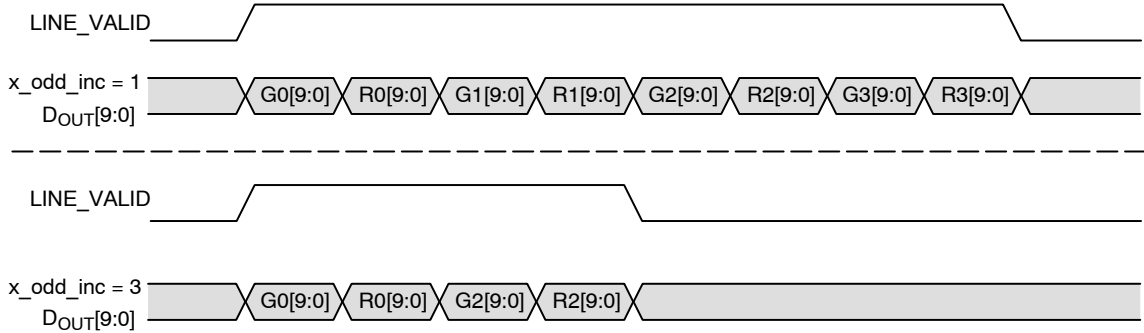 LINE_VALID
x_odd_inc = 1
G0[9:0] R0[9:0] G1[9:0] R1[9:0] G2[9:0] R2[9:0] G3[9:0] R3[9:0]
DOUT[9:0]
LINE_VALID
x_odd_inc = 3
G0[9:0] R0[9:0] G2[9:0] R2[9:0]
DOUT[9:0]